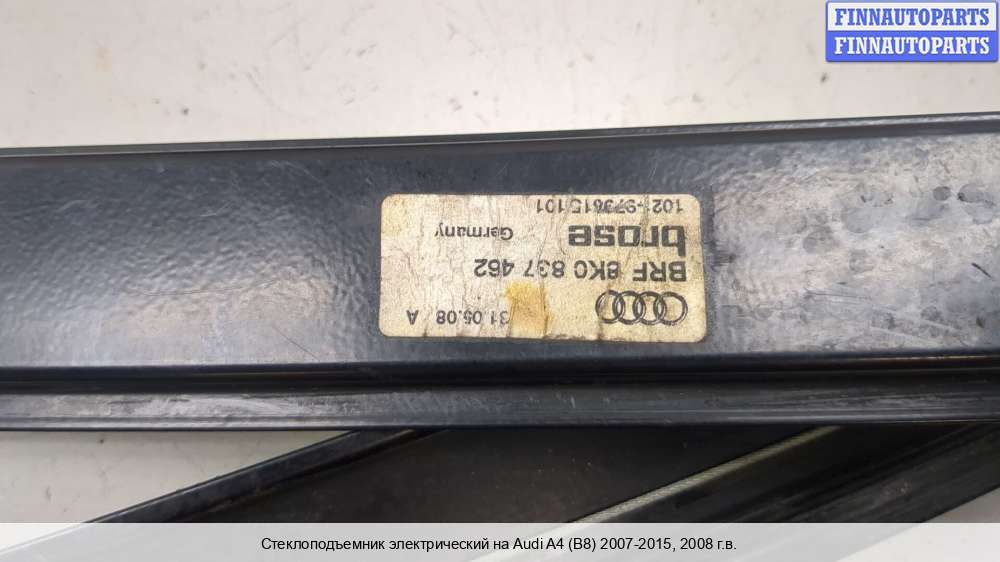 FINNAUTOPARTS
FINNAUTOPARTS
31.05.08 A
BRF 8K0 837 462
brose Germany
1021-973615 101
Стеклоподъемник электрический на Audi A4 (B8) 2007-2015, 2008 г.в.